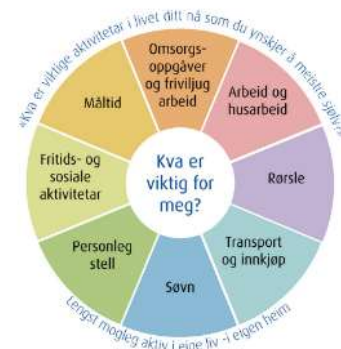 «Kva er viktige aktivitetar i livet ditt nå som du ynskjer å meistre sjølv?»
Omsorgs-
oppgåver
og friviljug
arbeid
Arbeid og
husarbeid
Rørsle
Transport
og innkjøp
Søvn
Personleg
stell
Fritids- og
sosiale
aktivitetar
Måltid
Kva er
viktig for
meg?
Lengst mogleg aktiv i eige liv - i eigen heim